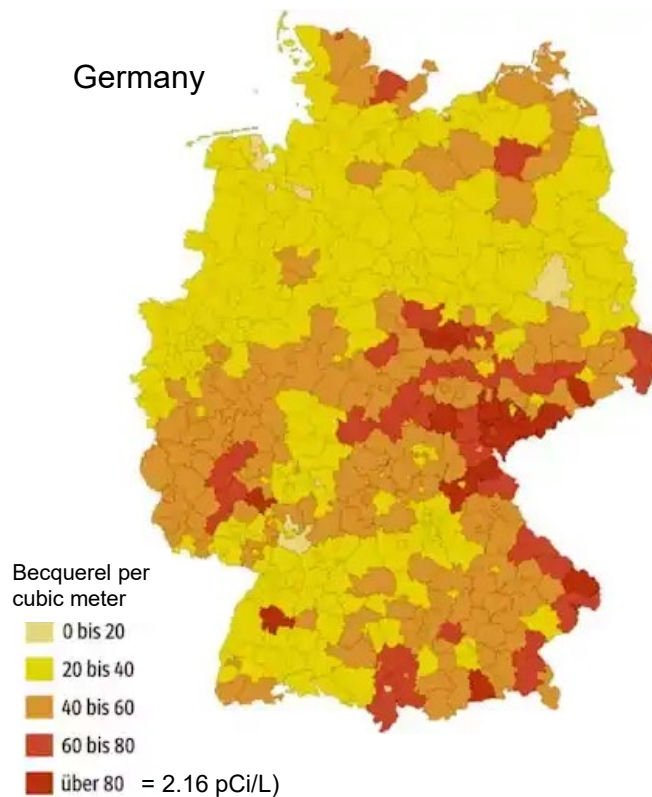 Germany
Becquerel per
cubic meter
0 bis 20
20 bis 40
40 bis 60
60 bis 80
über 80 = 2.16 pCi/L)